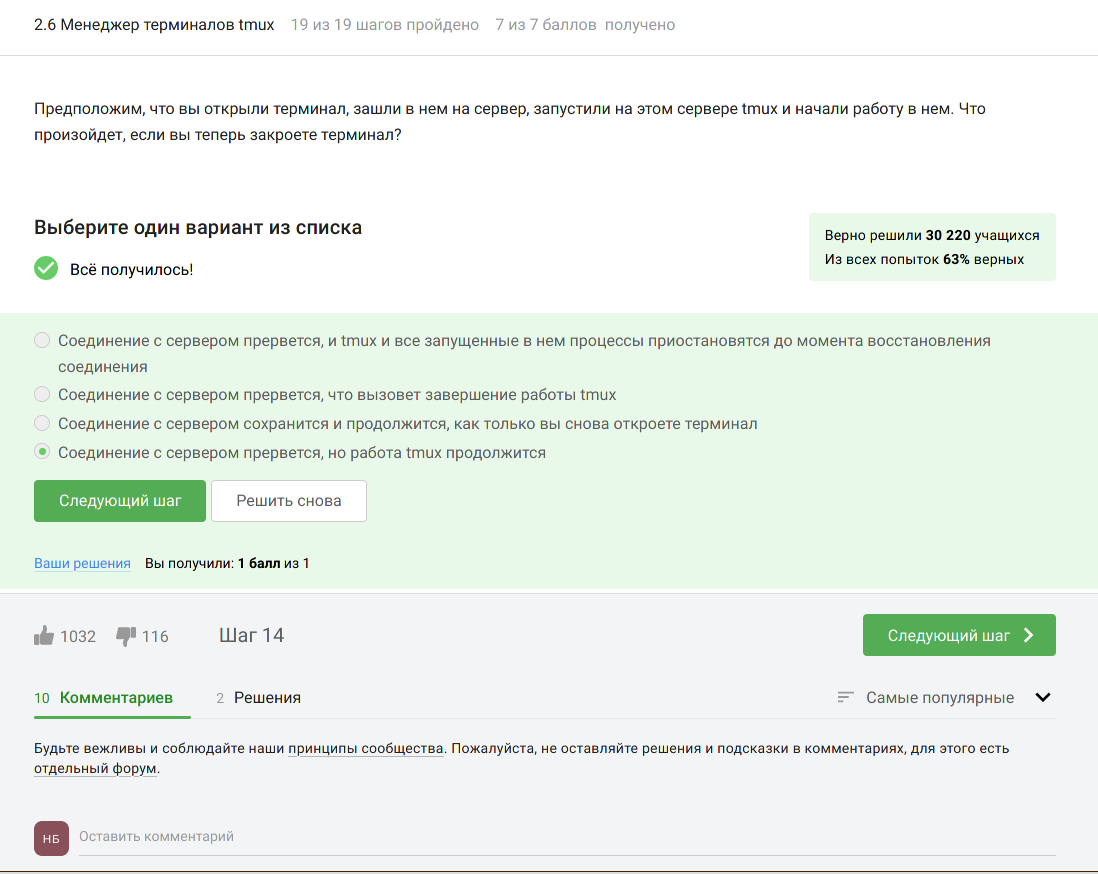 2.6 Менеджер терминалов tmux 19 из 19 шагов пройдено 7 из 7 баллов получено
Предположим, что вы открыли терминал, зашли в нем на сервер, запустили на этом сервере tmux и начали работу в нем. Что
произойдет, если вы теперь закроете терминал?
Выберите один вариант из списка
Верно решили 30 220 учащихся
Из всех попыток 63% верных
Всё получилось!
Соединение с сервером прервется, и tmux и все запущенные в нем процессы приостановятся до момента восстановления
соединения
Соединение с сервером прервется, что вызовет завершение работы tmux
Соединение с сервером сохранится и продолжится, как только вы снова откроете терминал
Соединение с сервером прервется, но работа tmux продолжится
Следующий шаг Решить снова
Ваши решения Вы получили: 1 балл из 1
1032 116 Шаг 14 Следующий шаг
10 Комментариев 2 Решения Самые популярные
Будьте вежливы и соблюдайте наши принципы сообщества. Пожалуйста, не оставляйте решения и подсказки в комментариях, для этого есть
отдельный форум.
НБ Оставить комментарий